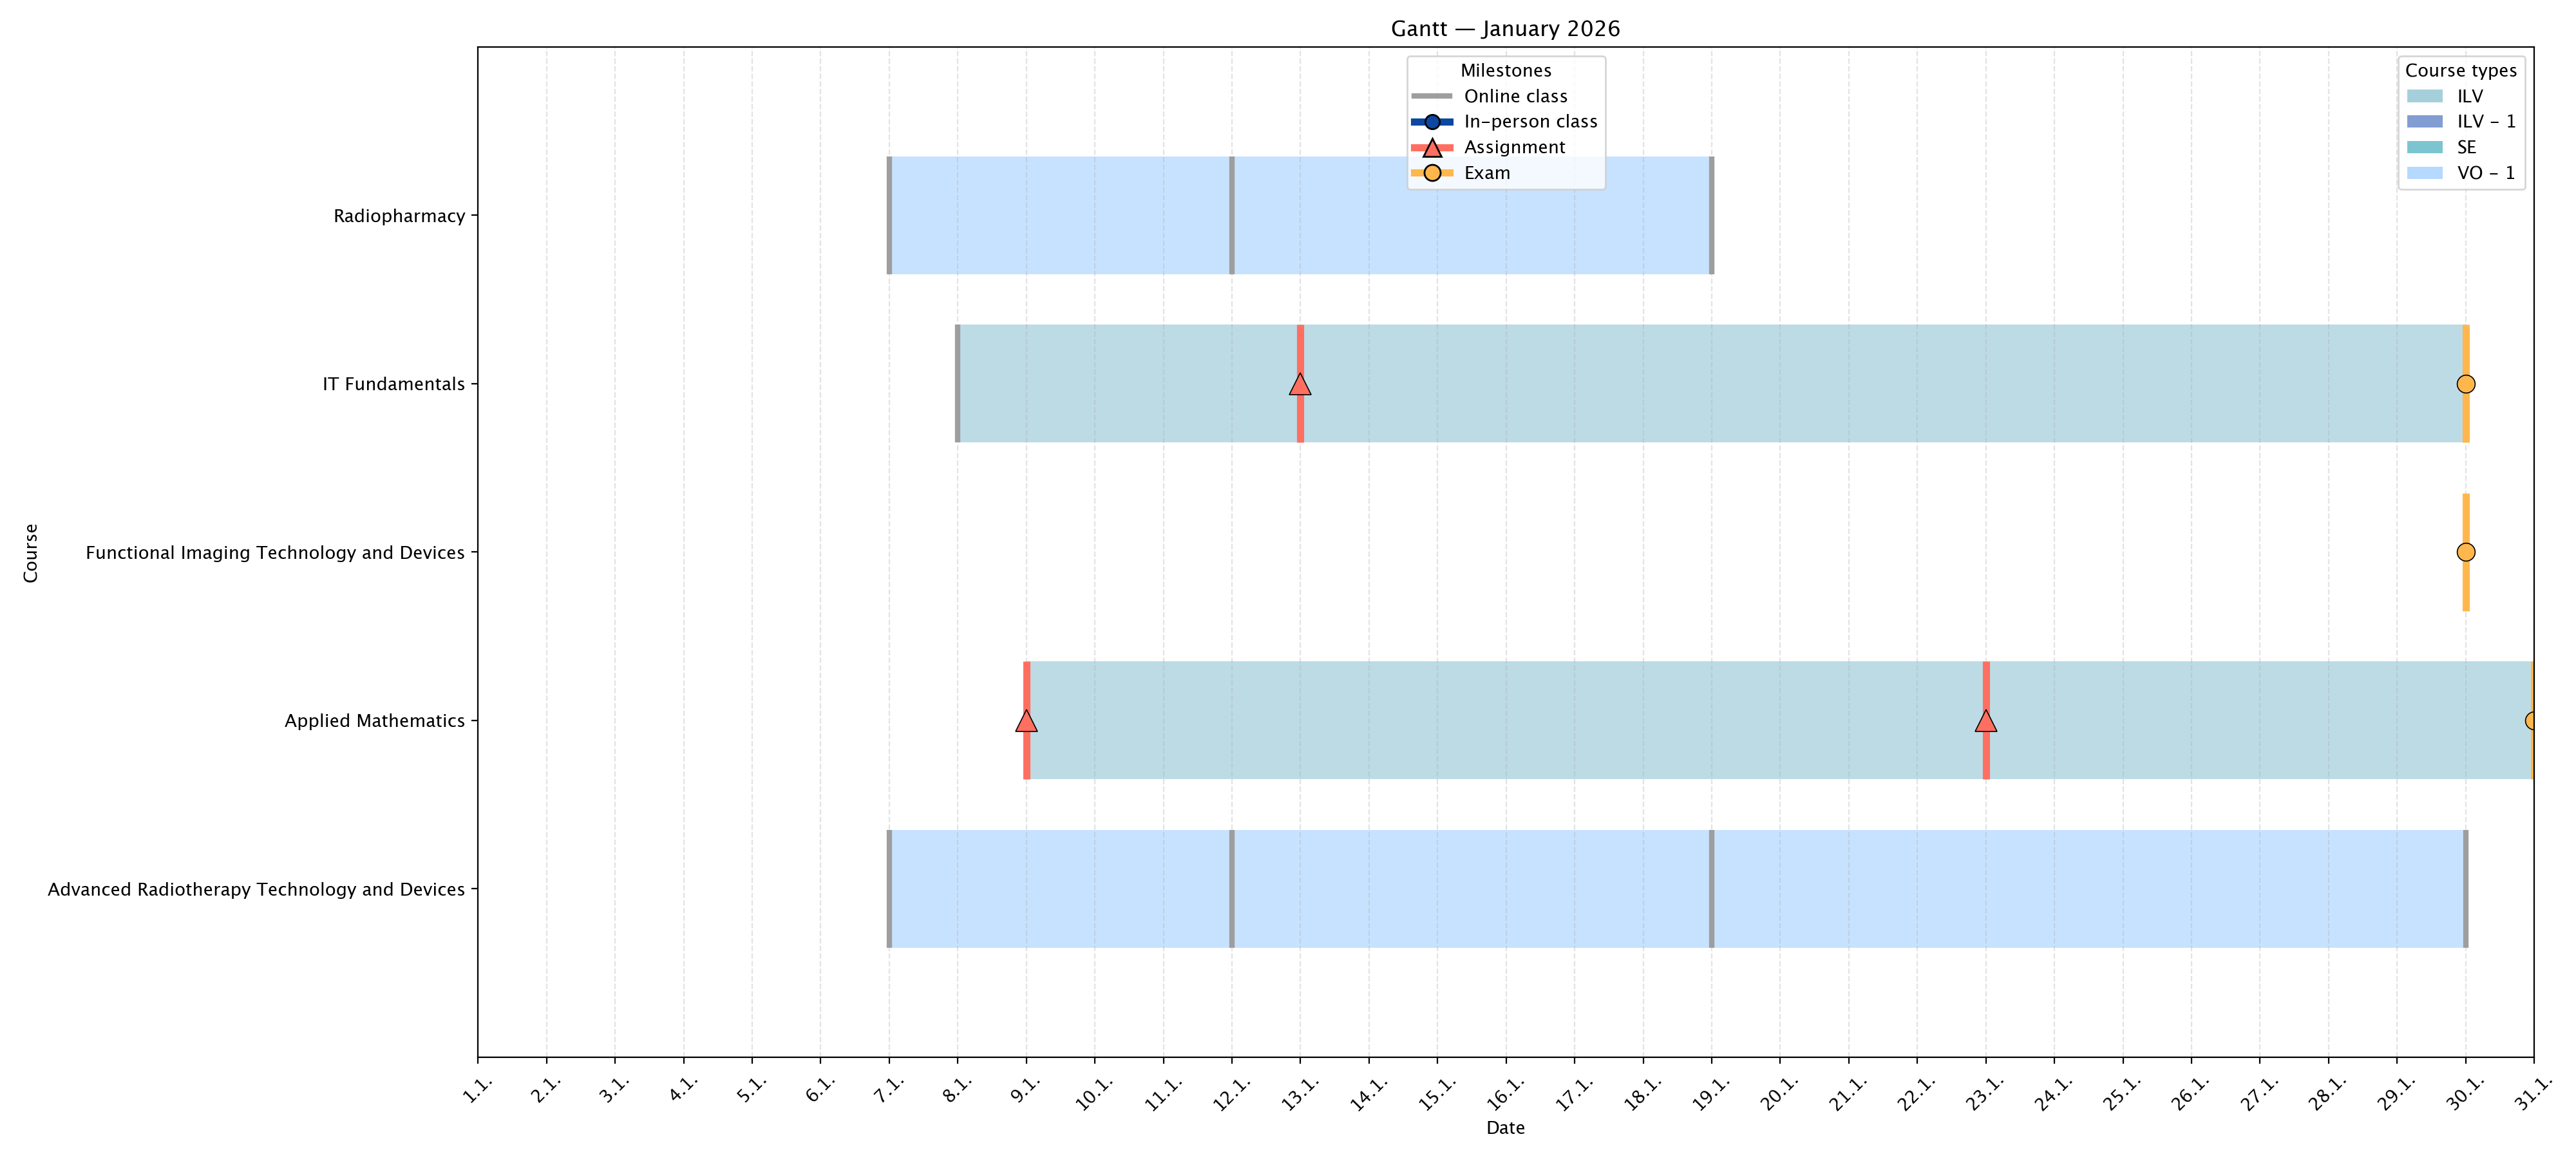 Gantt — January 2026
Milestones
Online class
In-person class
Assignment
Exam
Course types
ILV
ILV - 1
SE
VO - 1
Course
Radiopharmacy
IT Fundamentals
Functional Imaging Technology and Devices
Applied Mathematics
Advanced Radiotherapy Technology and Devices
1.1. 2.1. 3.1. 4.1. 5.1. 6.1. 7.1. 8.1. 9.1. 10.1. 11.1. 12.1. 13.1. 14.1. 15.1. 16.1. 17.1. 18.1. 19.1. 20.1. 21.1. 22.1. 23.1. 24.1. 25.1. 26.1. 27.1. 28.1. 29.1. 30.1. 31.1.
Date